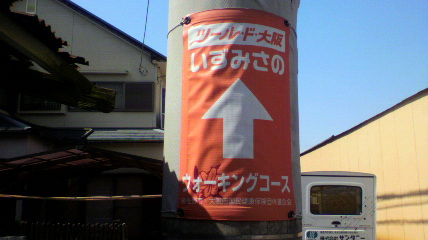 ツール・ド・大阪
いずみさの
ウォーキングコース